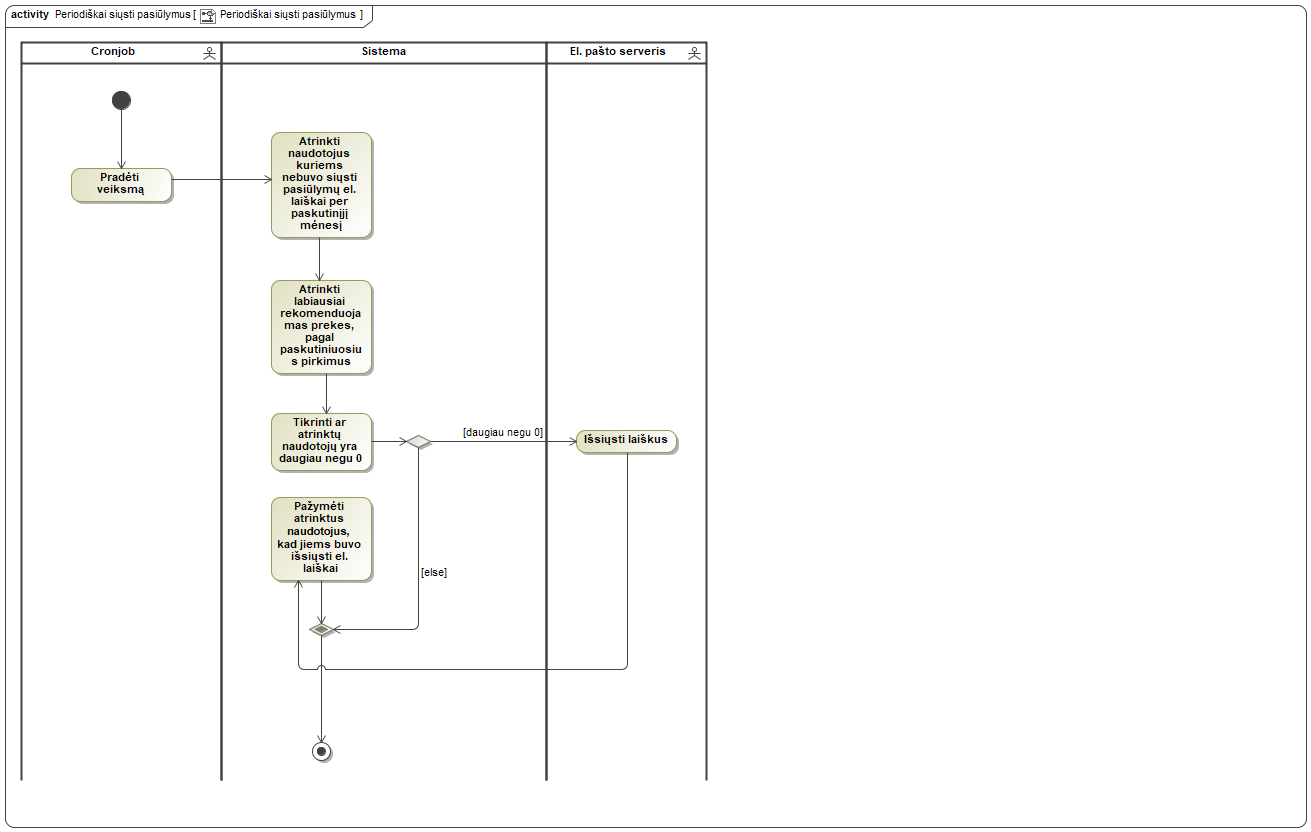 activity Periodiškai siųsti pasiūlymus [ Periodiškai siųsti pasiūlymus ]
Cronjob
Sistema
El. pašto serveris
Pradėti
veiksmą
Atrinkti
naudotojus
kuriems
nebuvo siųsti
pasiūlymų el.
laiškai per
paskutinįjį
mėnesį
Atrinkti
labiausiai
rekomenduoja
mas prekes,
pagal
paskutiniuosiu
s pirkimus
Tikrinti ar
atrinktų
naudotojų yra
daugiau negu 0
[daugiau negu 0]
Išsiųsti laiškus
Pažymėti
atrinktus
naudotojus,
kad jiems buvo
išsiųsti el.
laiškai
[else]